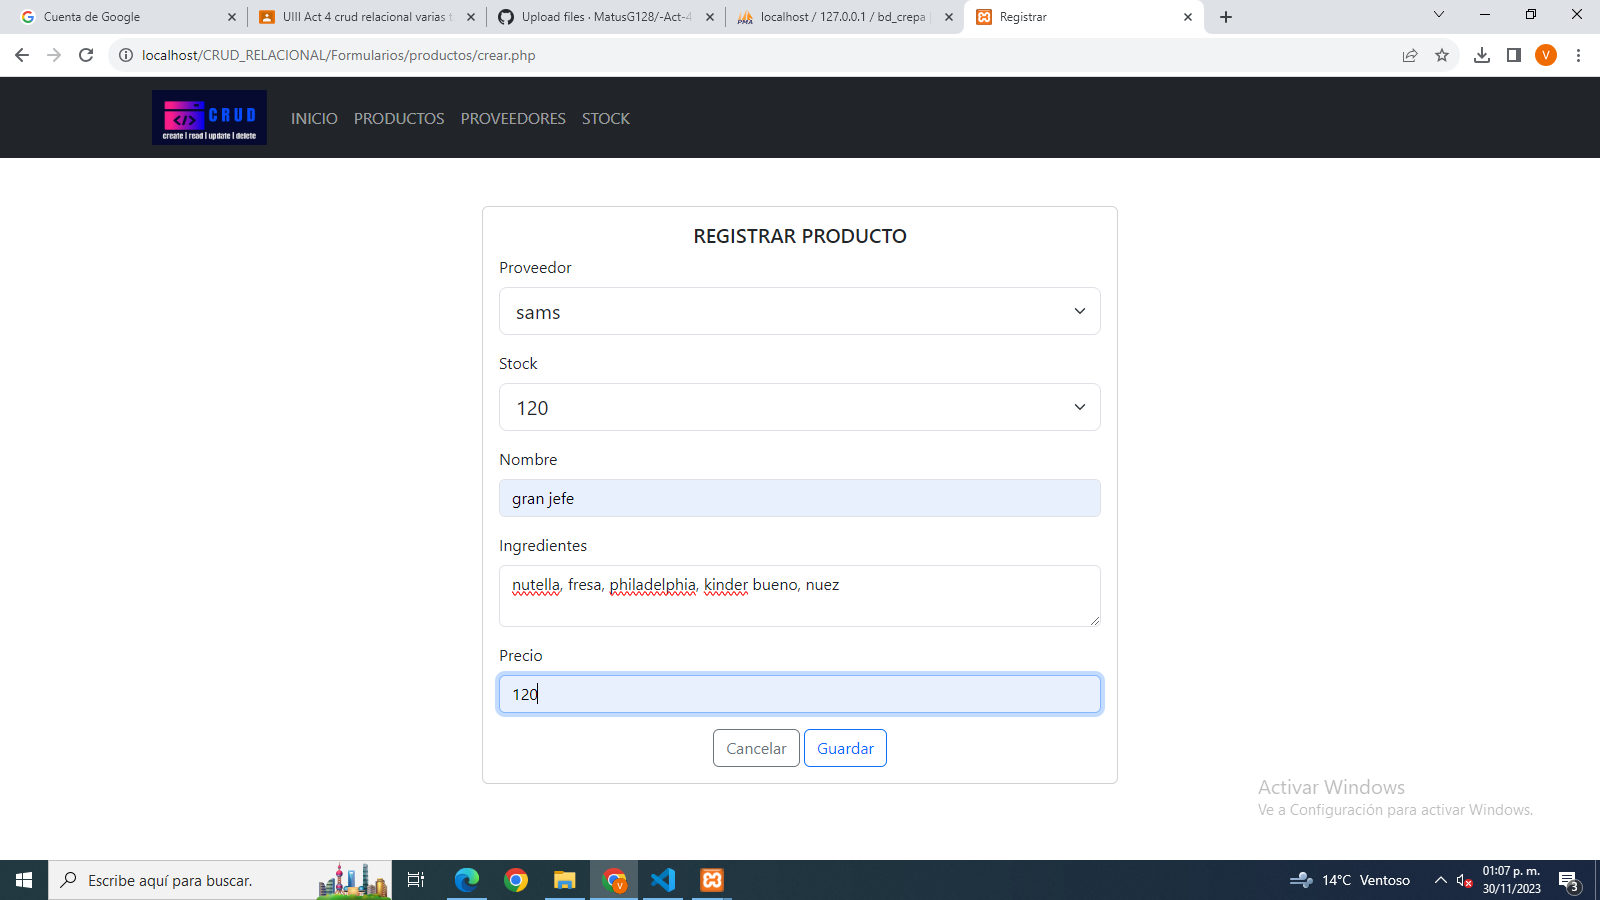 Cuenta de Google
UIII Act 4 crud relacional varias t
Upload files · MatusG128/-Act-4
localhost / 127.0.0.1 / bd_crepa
Registrar
localhost/CRUD_RELACIONAL/Formularios/productos/crear.php
V
CRUD
create | read | update | delete
INICIO
PRODUCTOS
PROVEEDORES
STOCK
REGISTRAR PRODUCTO
Proveedor
sams
Stock
120
Nombre
gran jefe
Ingredientes
nutella, fresa, philadelphia, kinder bueno, nuez
Precio
120
Cancelar
Guardar
Activar Windows
Ve a Configuración para activar Windows.
Escribe aquí para buscar.
14°C Ventoso
01:07 p. m.
30/11/2023
3